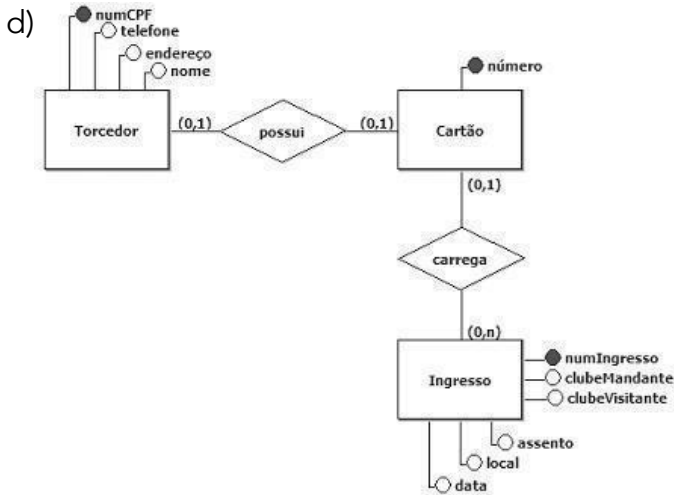 d)
numCPF
telefone
endereço
nome
número
Torcedor
(0,1)
possui
(0,1)
Cartão
(0,1)
carrega
(0,n)
Ingresso
numIngresso
clubeMandante
clubeVisitante
assento
local
data